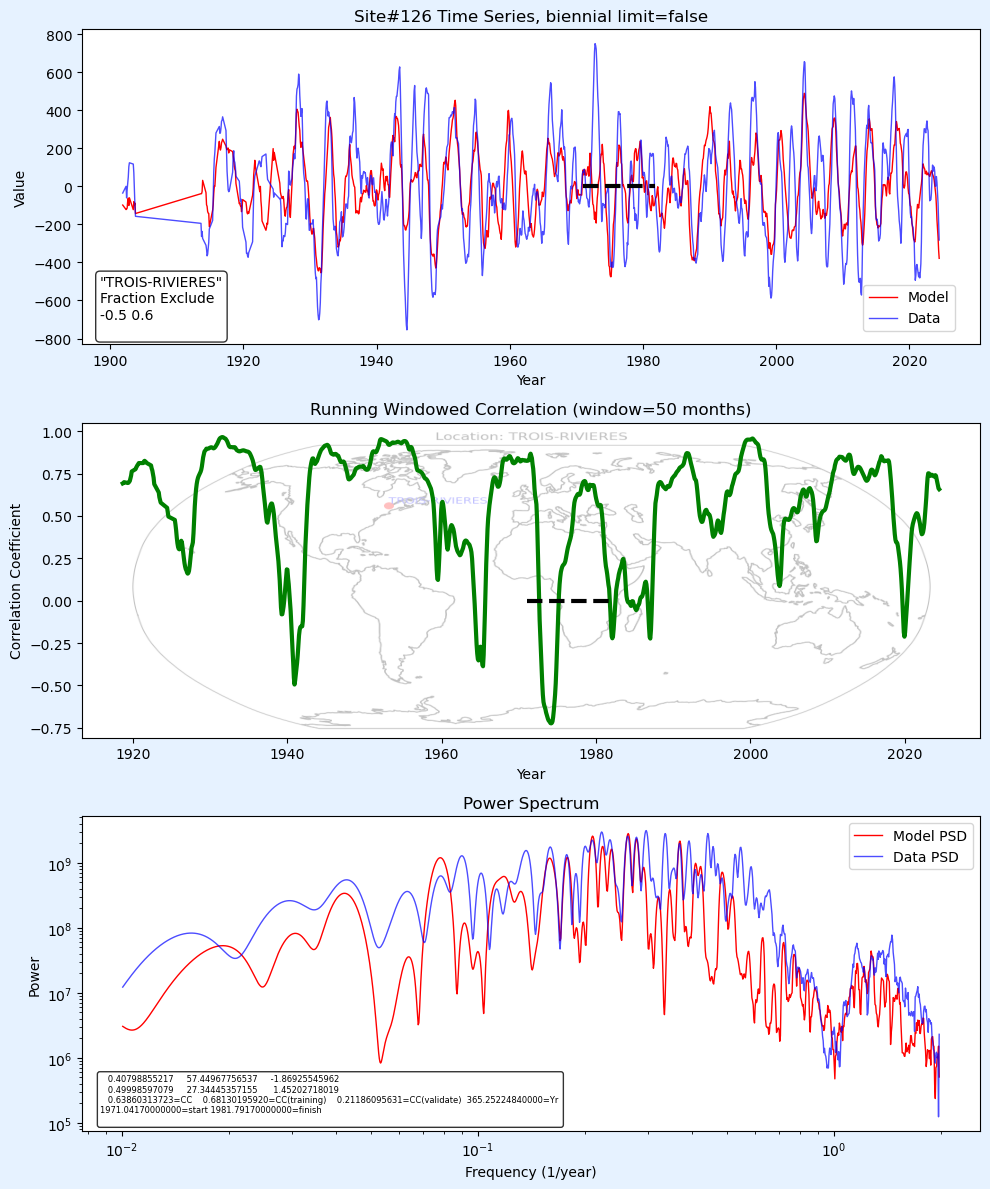 Site#126 Time Series, biennial limit=false
800
600
400
200
0
−200
−400
−600
−800
Value
"TROIS-RIVIERES"
Fraction Exclude
-0.5 0.6
Model
Data
1900
1920
1940
1960
1980
2000
2020
Year
Running Windowed Correlation (window=50 months)
1.00
0.75
0.50
0.25
0.00
−0.25
−0.50
−0.75
Correlation Coefficient
Location: TROIS-RIVIERES
TROIS-RIVIERES
1920
1940
1960
1980
2000
2020
Year
Power Spectrum
Model PSD
Data PSD
10⁹
10⁸
10⁷
10⁶
10⁵
Power
0.40798855217 57.44967756537 -1.86925545962
0.49998597079 27.34445357155 1.45202718019
0.63860313723=CC 0.68130195920=CC(training) 0.21186095631=CC(validate) 365.25224840000=Yr
1971.04170000000=start 1981.79170000000=finish
10⁻²
10⁻¹
10⁰
Frequency (1/year)